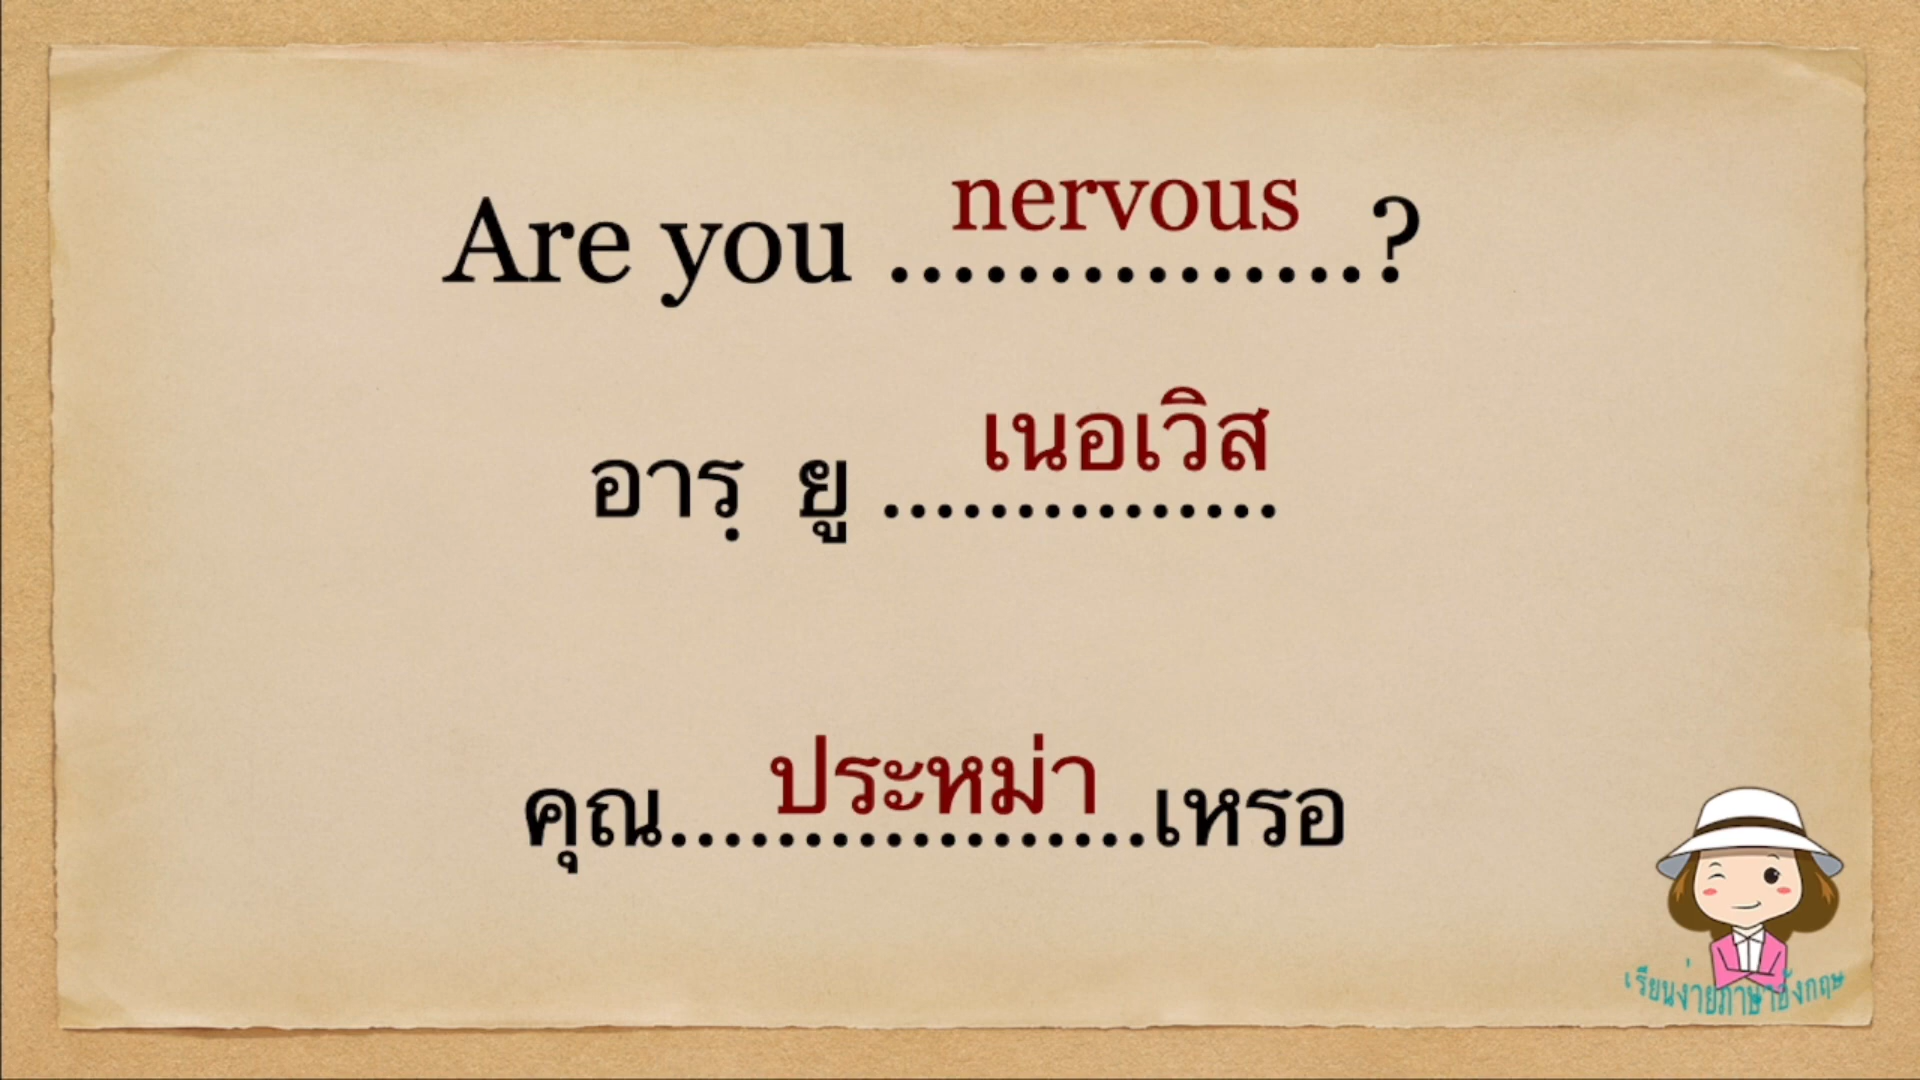 Are you ......nervous......?
อารฺ ยู ......เนอเวิส......
คุณ......ประหม่า......เหรอ
เรียนง่ายภาษาอังกฤษ